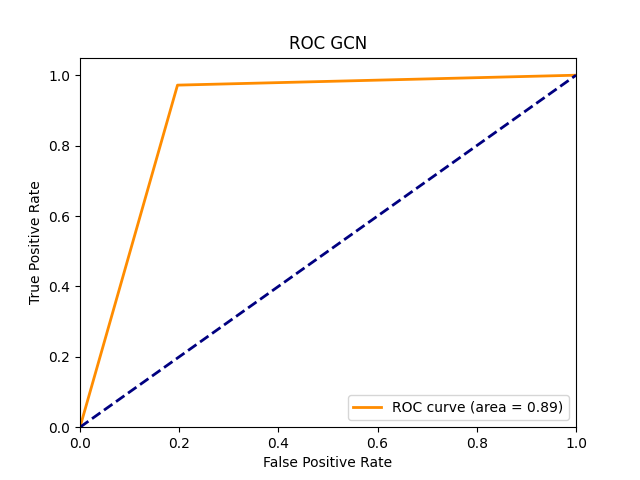 ROC GCN
True Positive Rate
1.0
0.8
0.6
0.4
0.2
0.0
ROC curve (area = 0.89)
0.0 0.2 0.4 0.6 0.8 1.0
False Positive Rate